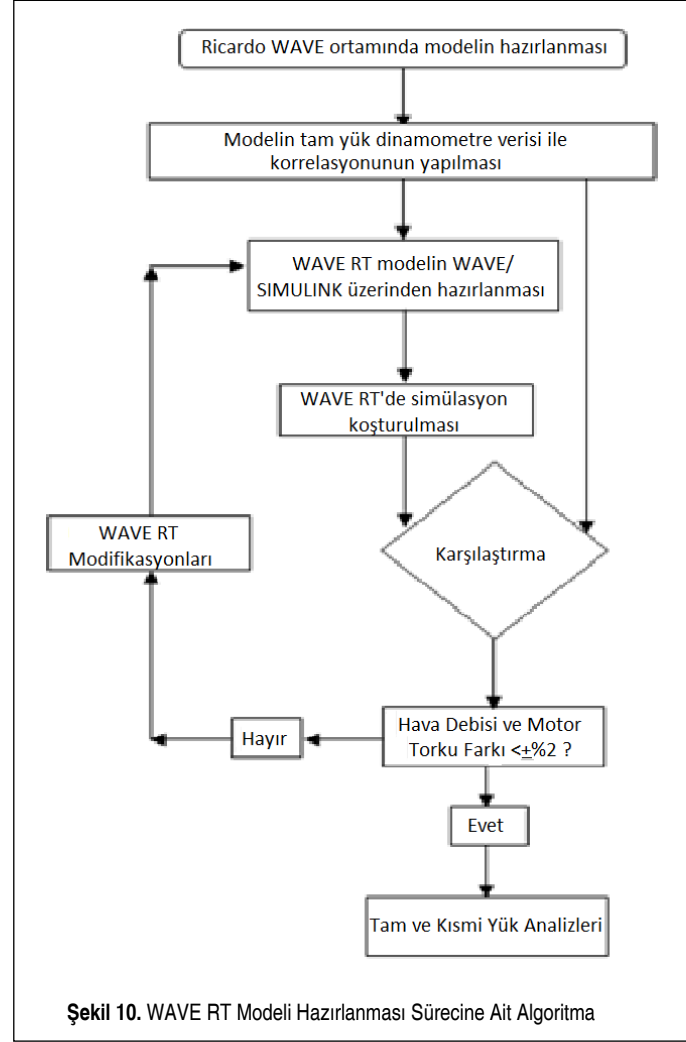 Ricardo WAVE ortamında modelin hazırlanması
Modelin tam yük dinamometre verisi ile
korrelasyonunun yapılması
WAVE RT modelin WAVE/
SIMULINK üzerinden hazırlanması
WAVE RT'de simülasyon
koşturulması
WAVE RT
Modifikasyonları
Karşılaştırma
Hava Debisi ve Motor
Torku Farkı <±%2 ?
Hayır
Evet
Tam ve Kısmi Yük Analizleri
Şekil 10. WAVE RT Modeli Hazırlanması Sürecine Ait Algoritma